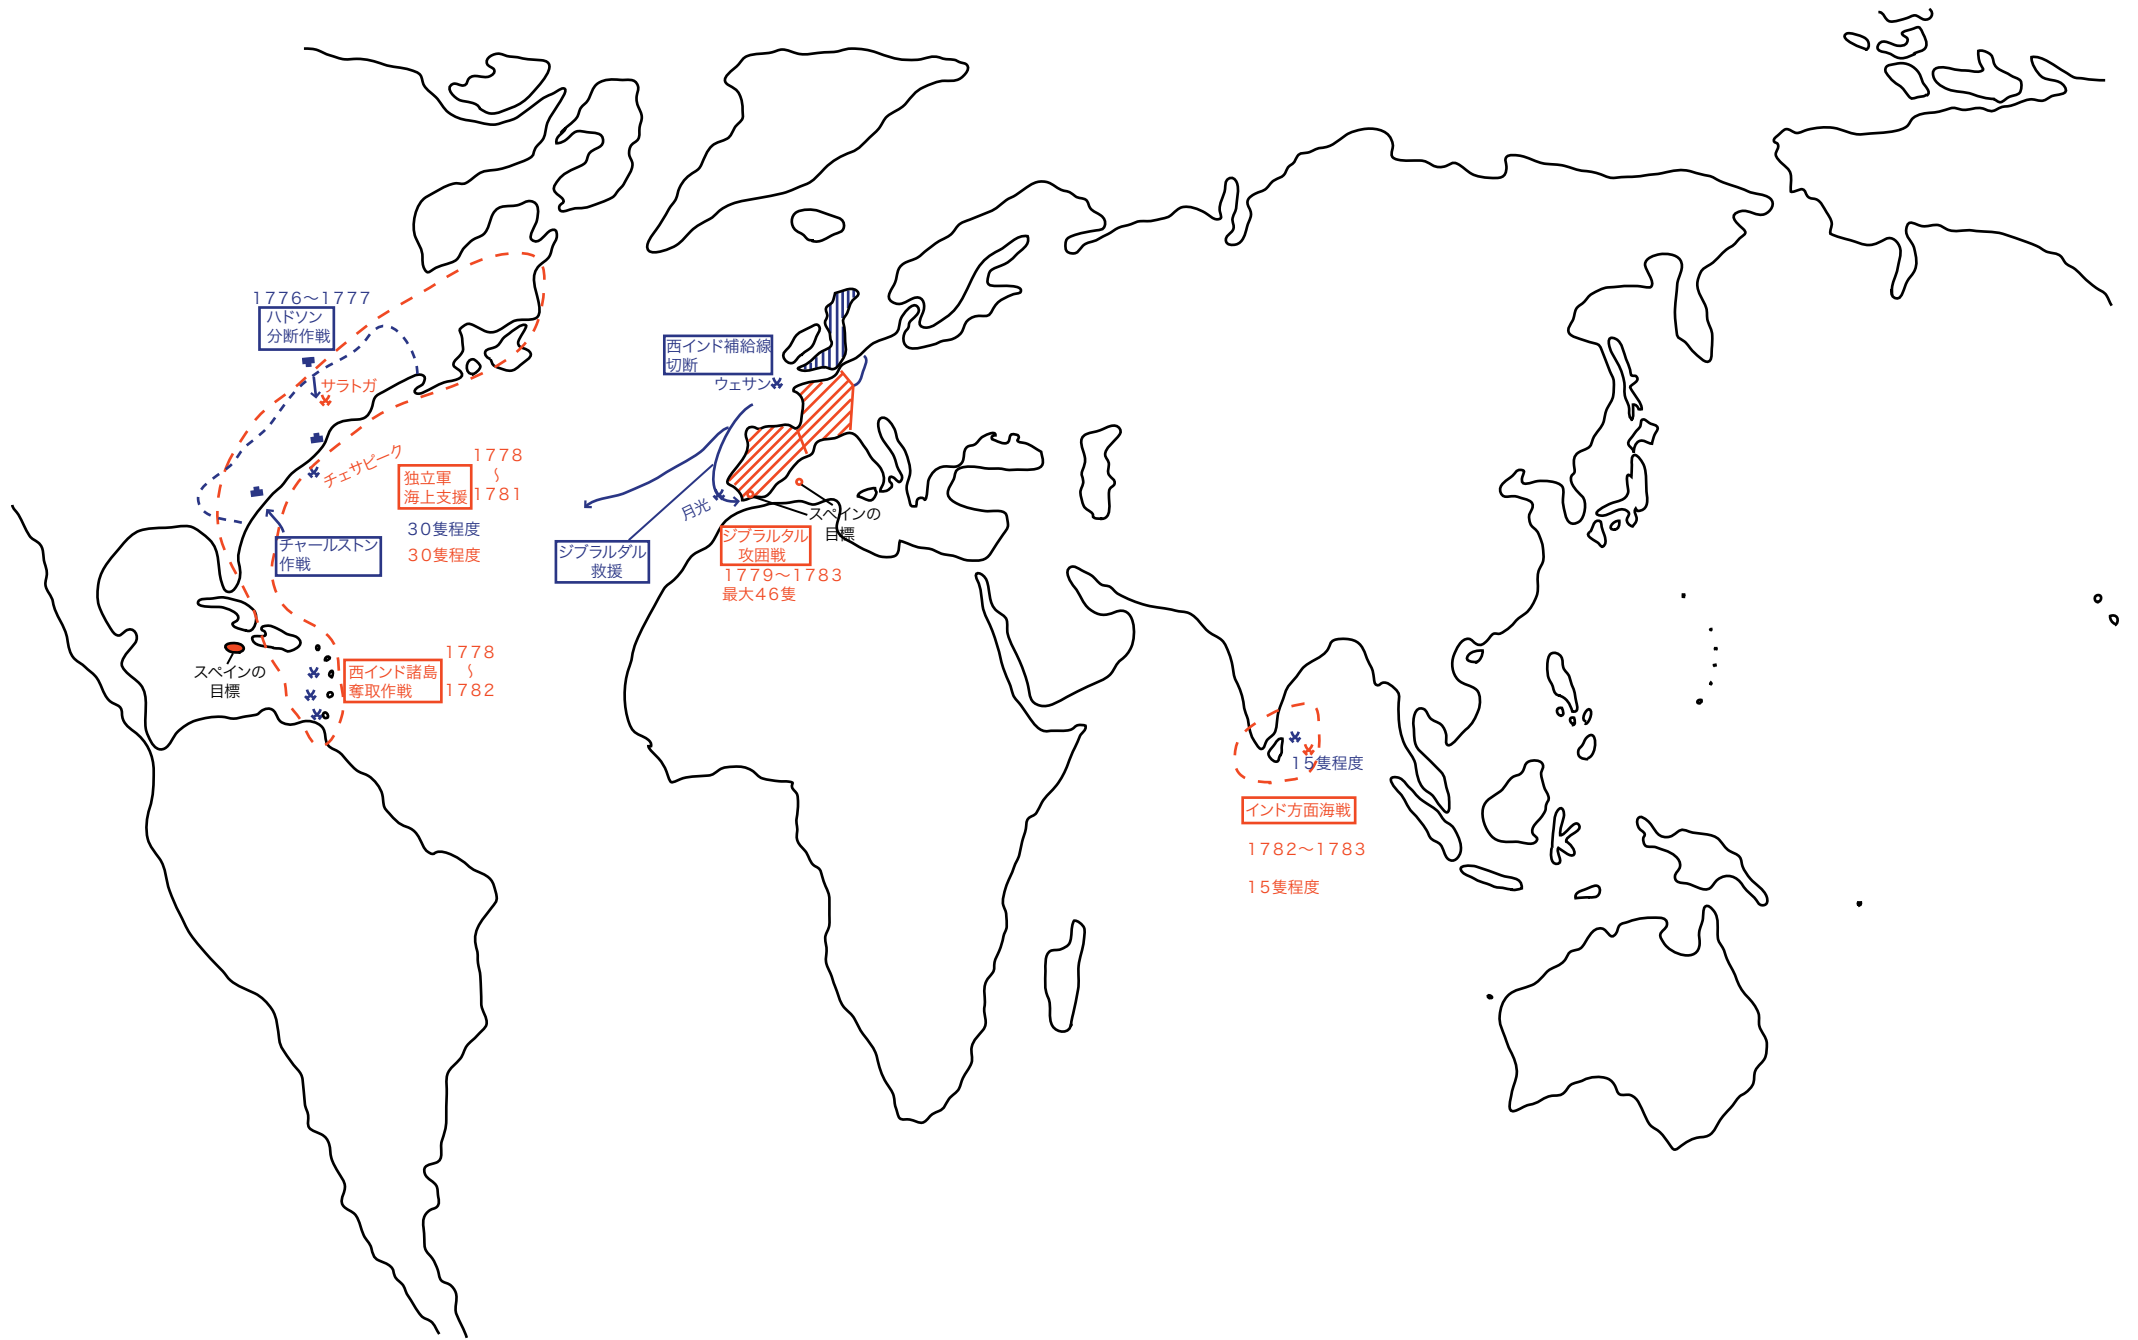 1776〜1777
ハドソン
分断作戦
サラトガ
チェサピーク
独立軍
海上支援
1778
〜
1781
30隻程度
30隻程度
チャールストン
作戦
スペインの
目標
西インド諸島
奪取作戦
1778
〜
1782
西インド補給線
切断
ウェサン
月光
ジブラルダル
救援
スペインの
目標
ジブラルタル
攻囲戦
1779〜1783
最大46隻
15隻程度
インド方面海戦
1782〜1783
15隻程度